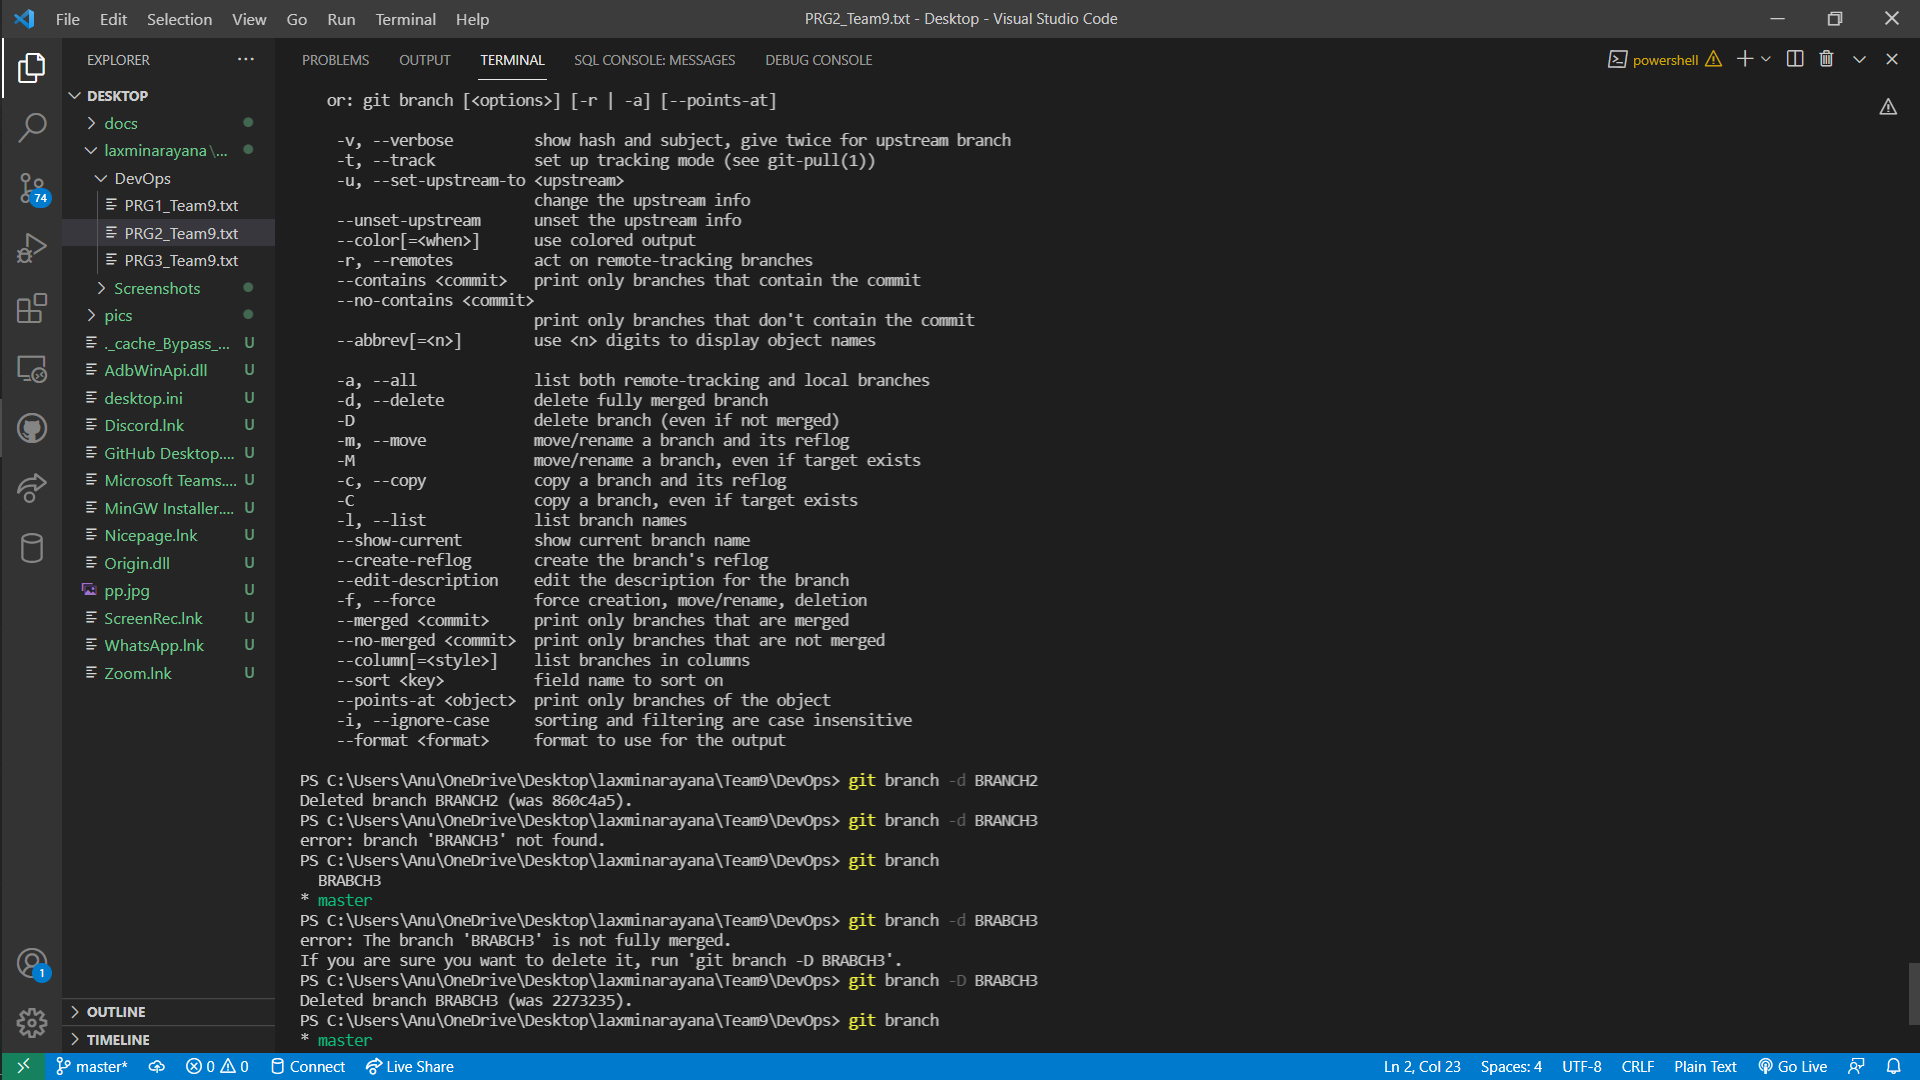 File Edit Selection View Go Run Terminal Help
PRG2_Team9.txt - Desktop - Visual Studio Code
EXPLORER
PROBLEMS OUTPUT TERMINAL SQL CONSOLE: MESSAGES DEBUG CONSOLE
powershell
DESKTOP
docs
laxminarayana\...
DevOps
PRG1_Team9.txt
PRG2_Team9.txt
PRG3_Team9.txt
Screenshots
pics
._cache_Bypass_... U
AdbWinApi.dll U
desktop.ini U
Discord.lnk U
GitHub Desktop.... U
Microsoft Teams.... U
MinGW Installer.... U
Nicepage.lnk U
Origin.dll U
pp.jpg U
ScreenRec.lnk U
WhatsApp.lnk U
Zoom.lnk U
OUTLINE
TIMELINE
74
1
or: git branch [<options>] [-r | -a] [--points-at]
-v, --verbose show hash and subject, give twice for upstream branch
-t, --track set up tracking mode (see git-pull(1))
-u, --set-upstream-to <upstream>
change the upstream info
--unset-upstream unset the upstream info
--color[=<when>] use colored output
-r, --remotes act on remote-tracking branches
--contains <commit> print only branches that contain the commit
--no-contains <commit>
print only branches that don't contain the commit
--abbrev[=<n>] use <n> digits to display object names
-a, --all list both remote-tracking and local branches
-d, --delete delete fully merged branch
-D delete branch (even if not merged)
-m, --move move/rename a branch and its reflog
-M move/rename a branch, even if target exists
-c, --copy copy a branch and its reflog
-C copy a branch, even if target exists
-l, --list list branch names
--show-current show current branch name
--create-reflog create the branch's reflog
--edit-description edit the description for the branch
-f, --force force creation, move/rename, deletion
--merged <commit> print only branches that are merged
--no-merged <commit> print only branches that are not merged
--column[=<style>] list branches in columns
--sort <key> field name to sort on
--points-at <object> print only branches of the object
-i, --ignore-case sorting and filtering are case insensitive
--format <format> format to use for the output
PS C:\Users\Anu\OneDrive\Desktop\laxminarayana\Team9\DevOps> git branch -d BRANCH2
Deleted branch BRANCH2 (was 860c4a5).
PS C:\Users\Anu\OneDrive\Desktop\laxminarayana\Team9\DevOps> git branch -d BRANCH3
error: branch 'BRANCH3' not found.
PS C:\Users\Anu\OneDrive\Desktop\laxminarayana\Team9\DevOps> git branch
BRABCH3
* master
PS C:\Users\Anu\OneDrive\Desktop\laxminarayana\Team9\DevOps> git branch -d BRABCH3
error: The branch 'BRABCH3' is not fully merged.
If you are sure you want to delete it, run 'git branch -D BRABCH3'.
PS C:\Users\Anu\OneDrive\Desktop\laxminarayana\Team9\DevOps> git branch -D BRABCH3
Deleted branch BRABCH3 (was 2273235).
PS C:\Users\Anu\OneDrive\Desktop\laxminarayana\Team9\DevOps> git branch
* master
master* 0 0 Connect Live Share Ln 2, Col 23 Spaces: 4 UTF-8 CRLF Plain Text Go Live